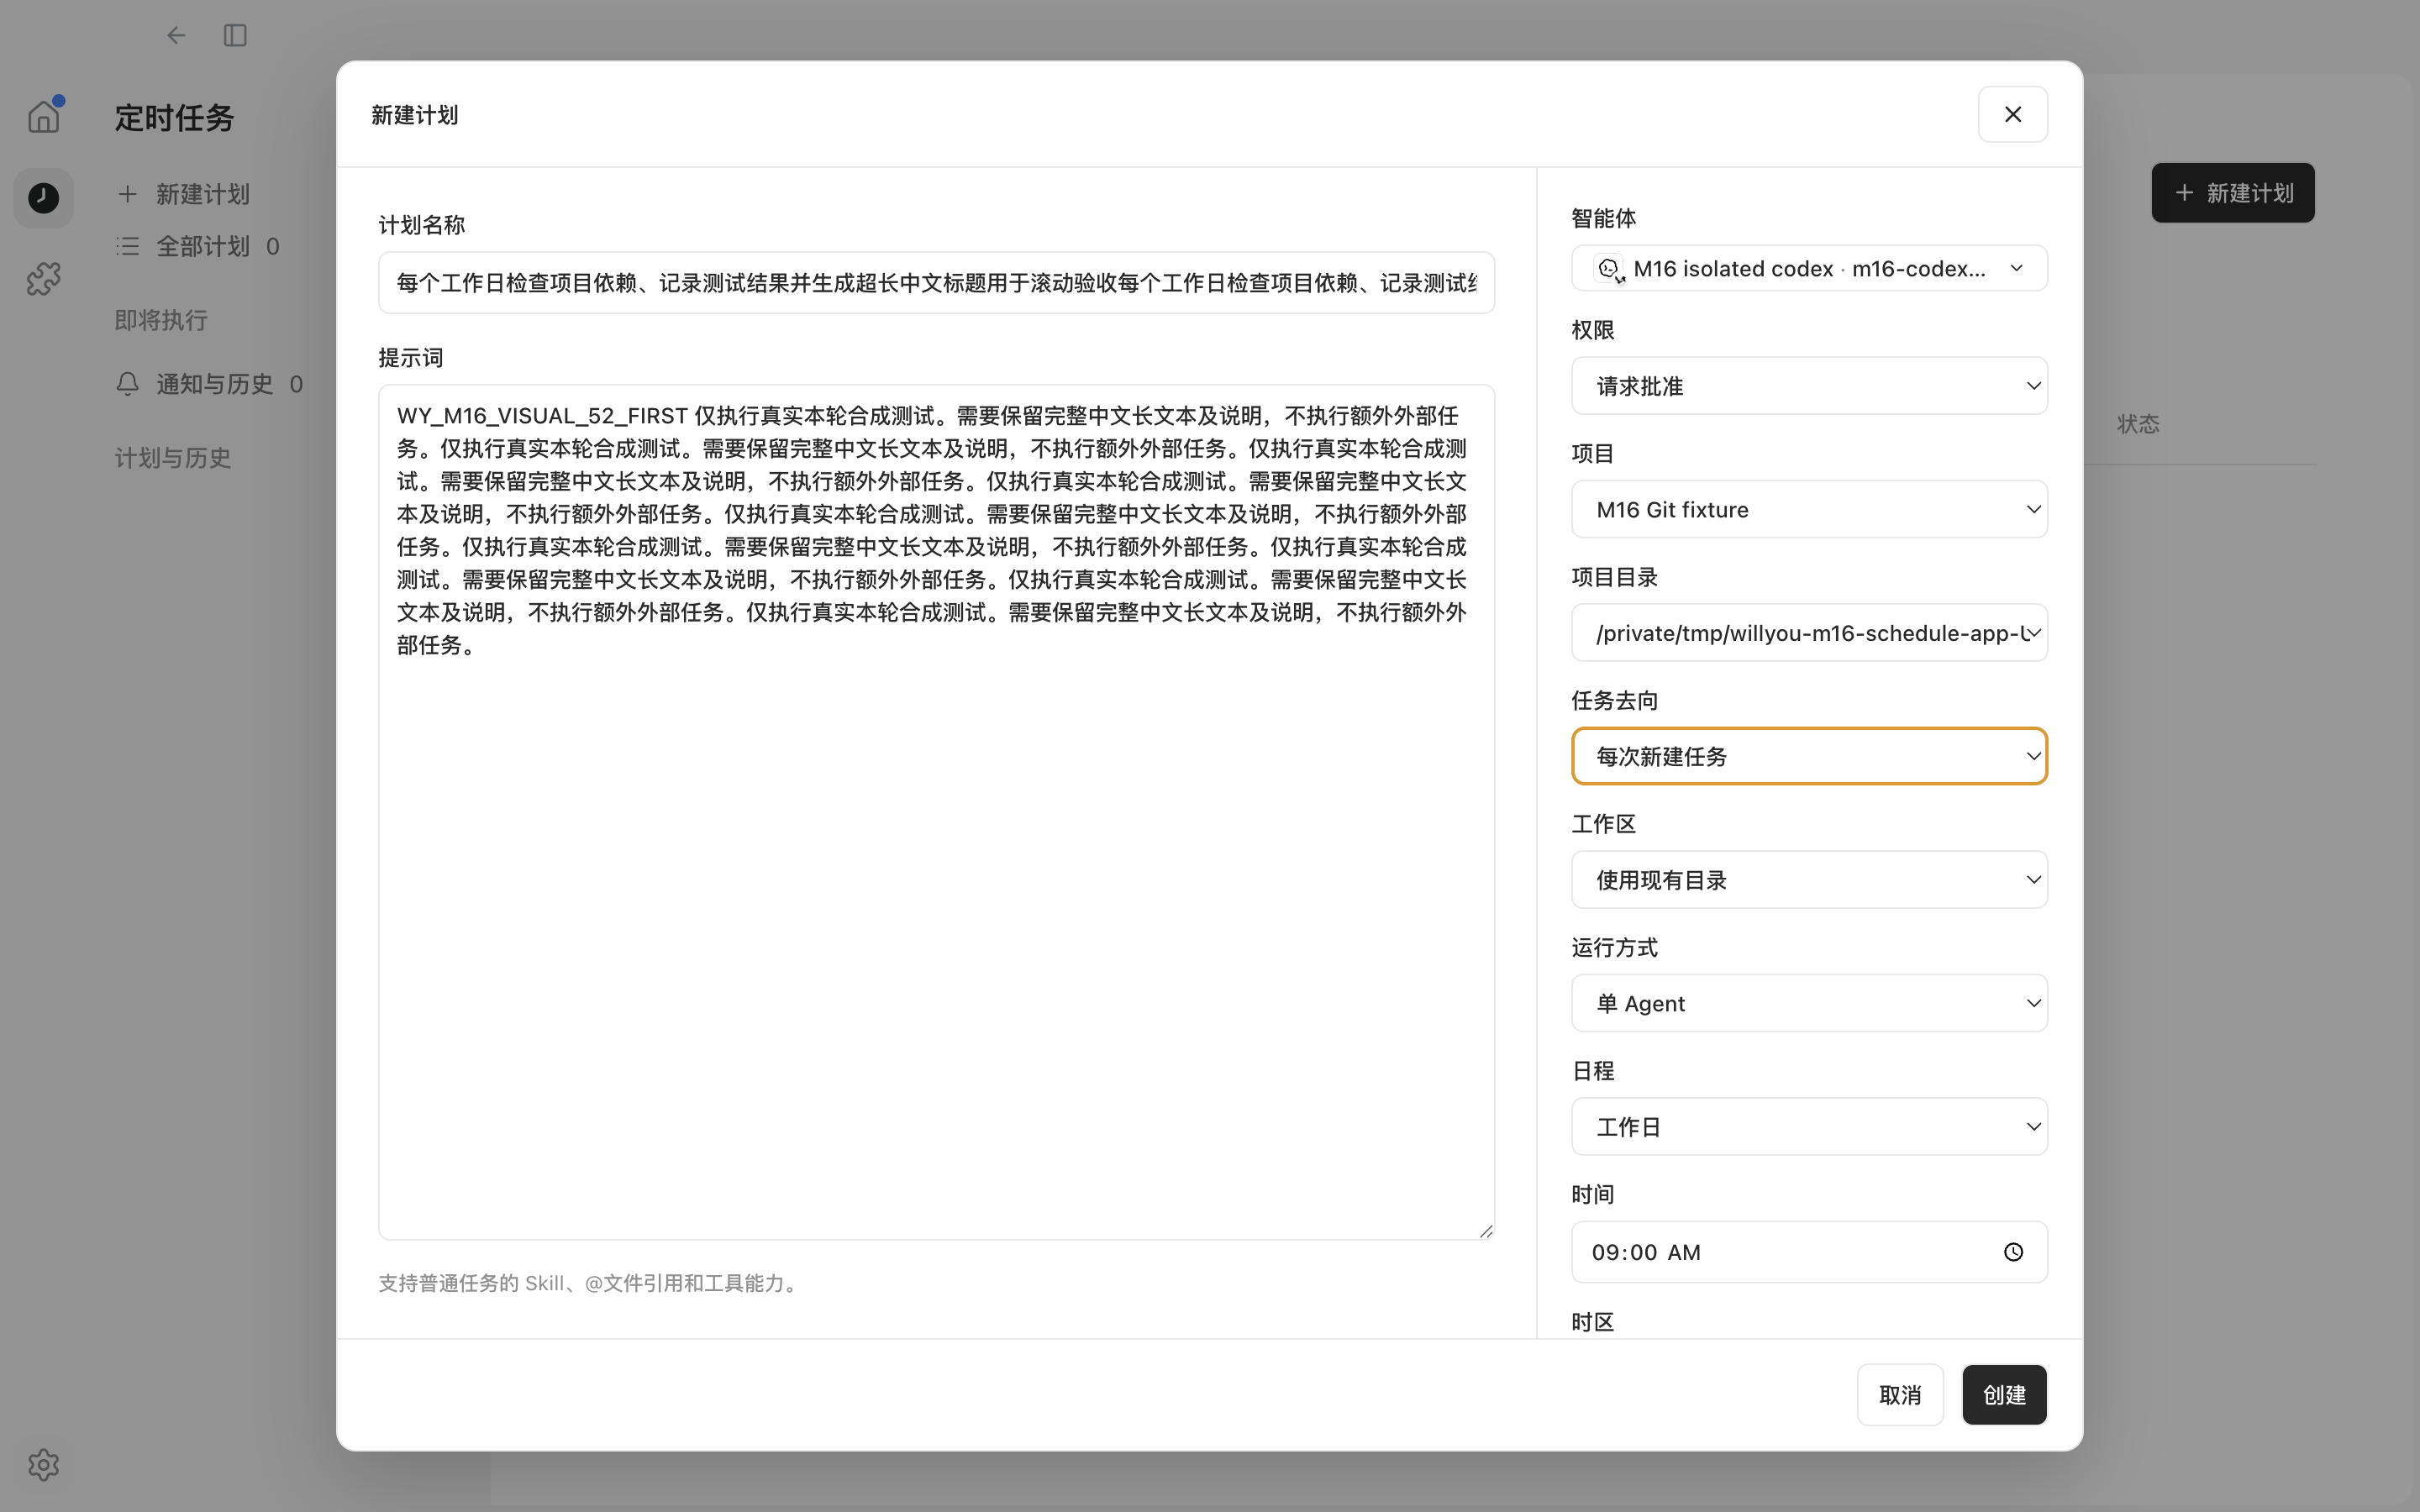 定时任务
新建计划
全部计划 0
即将执行
通知与历史 0
计划与历史
新建计划
状态
新建计划
计划名称
每个工作日检查项目依赖、记录测试结果并生成超长中文标题用于滚动验收每个工作日检查项目依赖、记录测试
提示词
WY_M16_VISUAL_52_FIRST 仅执行真实本轮合成测试。需要保留完整中文长文本及说明，不执行额外外部任
务。仅执行真实本轮合成测试。需要保留完整中文长文本及说明，不执行额外外部任务。仅执行真实本轮合成测
试。需要保留完整中文长文本及说明，不执行额外外部任务。仅执行真实本轮合成测试。需要保留完整中文长文
本及说明，不执行额外外部任务。仅执行真实本轮合成测试。需要保留完整中文长文本及说明，不执行额外外部
任务。仅执行真实本轮合成测试。需要保留完整中文长文本及说明，不执行额外外部任务。仅执行真实本轮合成
测试。需要保留完整中文长文本及说明，不执行额外外部任务。仅执行真实本轮合成测试。需要保留完整中文长
文本及说明，不执行额外外部任务。仅执行真实本轮合成测试。需要保留完整中文长文本及说明，不执行额外外
部任务。
支持普通任务的 Skill、@文件引用和工具能力。
智能体
M16 isolated codex · m16-codex...
权限
请求批准
项目
M16 Git fixture
项目目录
/private/tmp/willyou-m16-schedule-app-
任务去向
每次新建任务
工作区
使用现有目录
运行方式
单 Agent
日程
工作日
时间
09:00 AM
时区
取消
创建